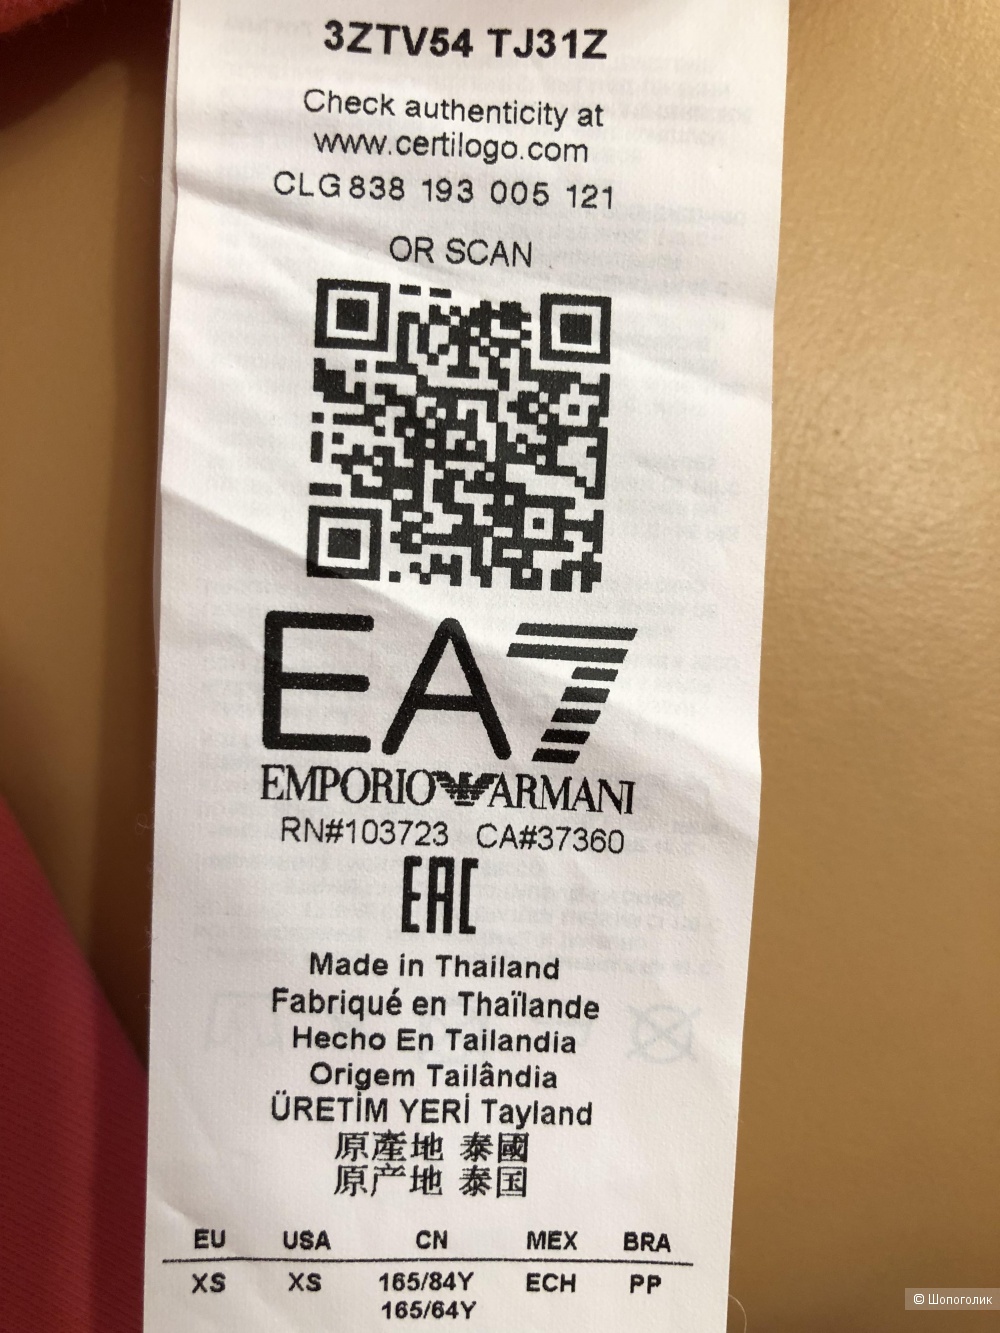 3ZTV54 TJ31Z
Check authenticity at
www.certilogo.com
CLG 838 193 005 121
OR SCAN
EA7
EMPORIO ARMANI
RN#103723 CA#37360
EAC
Made in Thailand
Fabriqué en Thaïlande
Hecho En Tailandia
Origem Tailândia
ÜRETİM YERİ Tayland
原產地 泰國
原产地 泰国
EU USA CN MEX BRA
XS XS 165/84Y ECH PP
165/64Y
© Шопоголик